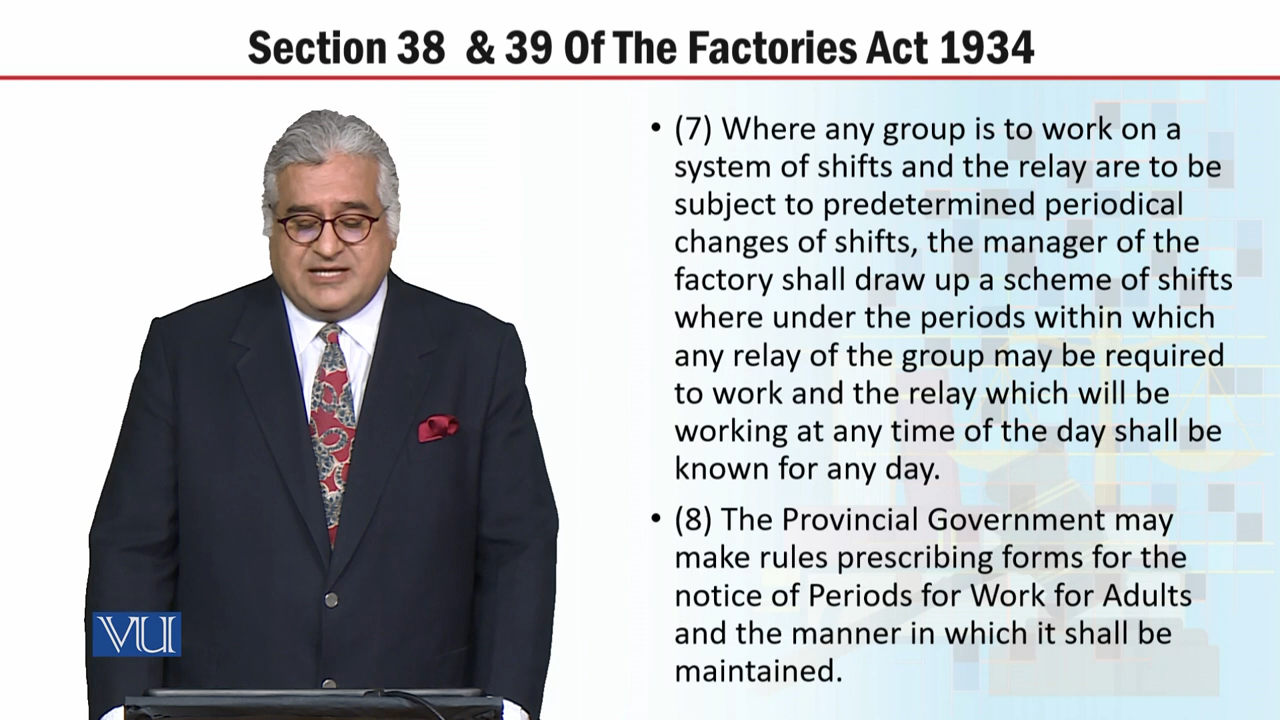 Section 38 & 39 Of The Factories Act 1934
• (7) Where any group is to work on a
system of shifts and the relay are to be
subject to predetermined periodical
changes of shifts, the manager of the
factory shall draw up a scheme of shifts
where under the periods within which
any relay of the group may be required
to work and the relay which will be
working at any time of the day shall be
known for any day.
• (8) The Provincial Government may
make rules prescribing forms for the
notice of Periods for Work for Adults
and the manner in which it shall be
maintained.
VU